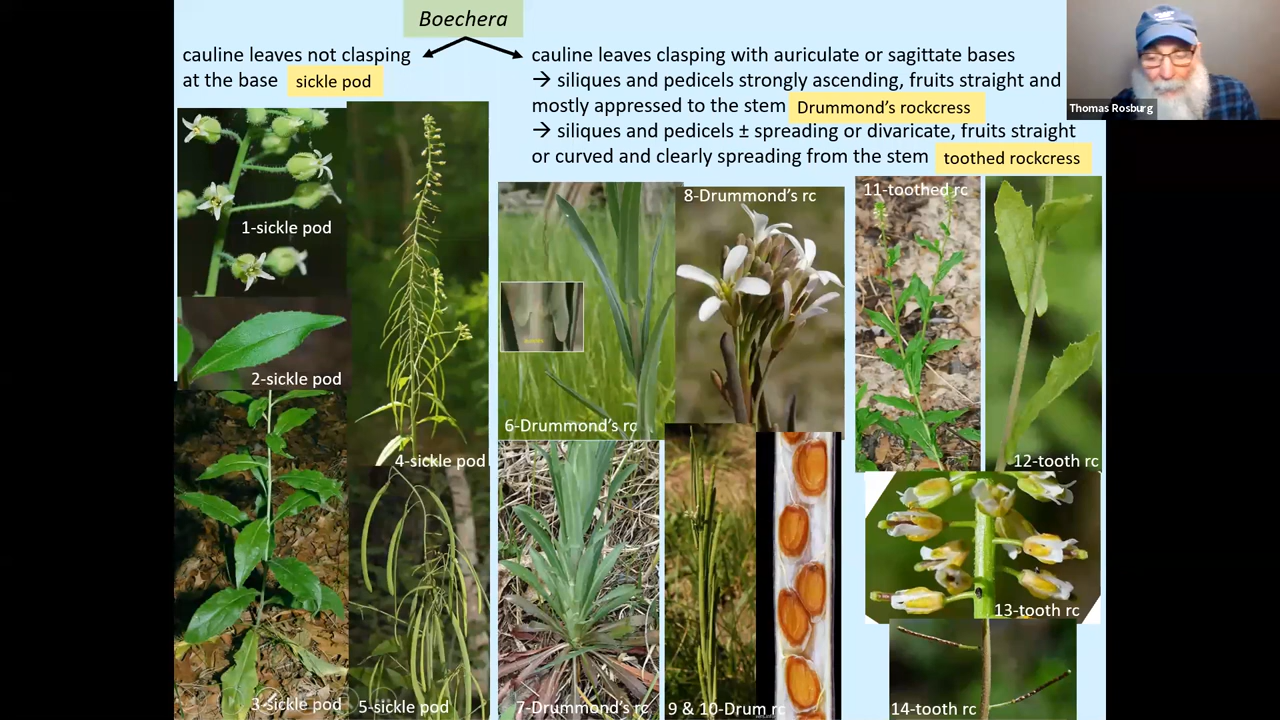 Boechera
cauline leaves not clasping
at the base sickle pod
cauline leaves clasping with auriculate or sagittate bases
→ siliques and pedicels strongly ascending, fruits straight and
mostly appressed to the stem Drummond's rockcress
→ siliques and pedicels ± spreading or divaricate, fruits straight
or curved and clearly spreading from the stem toothed rockcress
Thomas Rosburg
1-sickle pod
2-sickle pod
3-sickle pod
4-sickle pod
5-sickle pod
6-Drummond's rc
7-Drummond's rc
8-Drummond's rc
9 & 10-Drum rc
11-toothed rc
12-tooth rc
13-tooth rc
14-tooth rc